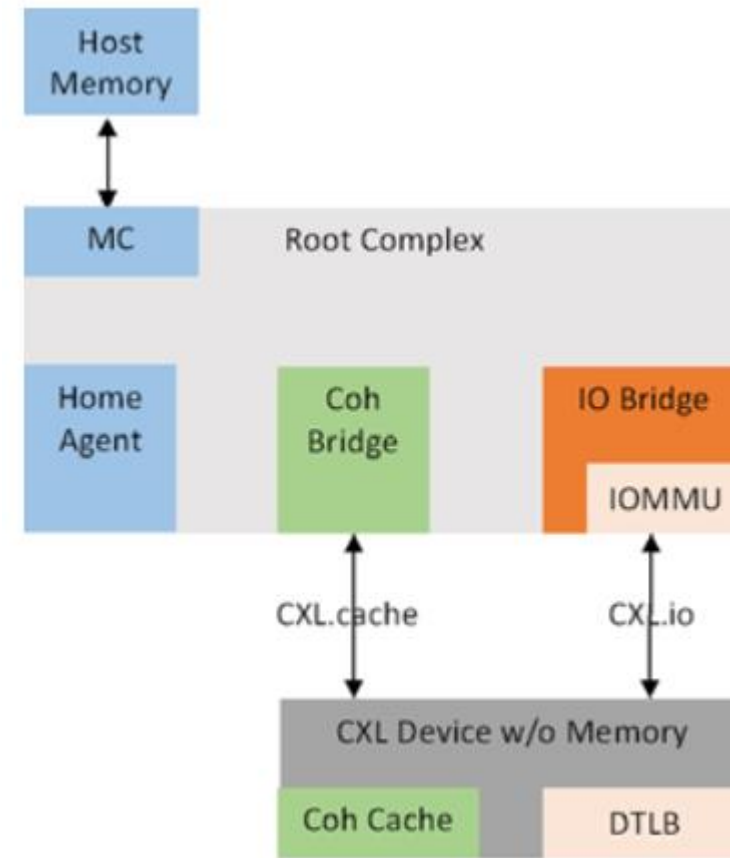 Host
Memory
MC
Root Complex
Home
Agent
Coh
Bridge
IO Bridge
IOMMU
CXL.cache
CXL.io
CXL Device w/o Memory
Coh Cache
DTLB